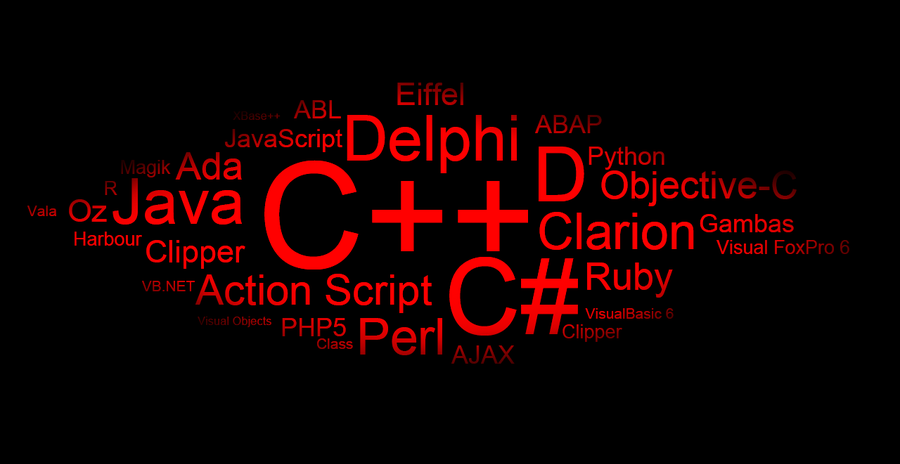 Eiffel
XBase++
ABL
JavaScript
Delphi
ABAP
Magik
Ada
Python
D
Objective-C
R
Java
C++
Vala
Oz
Harbour
Clipper
Clarion
Gambas
Visual FoxPro 6
VB.NET
Action Script
C#
Ruby
Visual Objects
PHP5
Class
Perl
VisualBasic 6
Clipper
AJAX